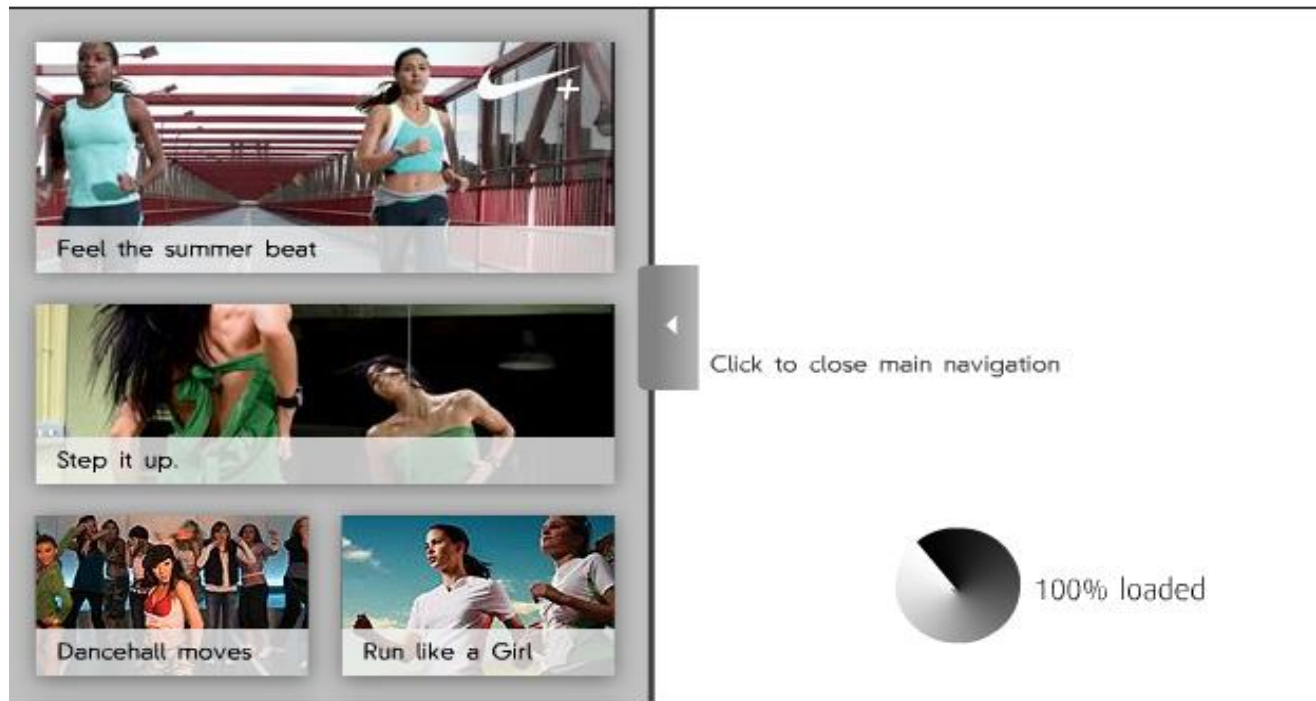 Feel the summer beat
Step it up.
Dancehall moves
Run like a Girl
Click to close main navigation
100% loaded